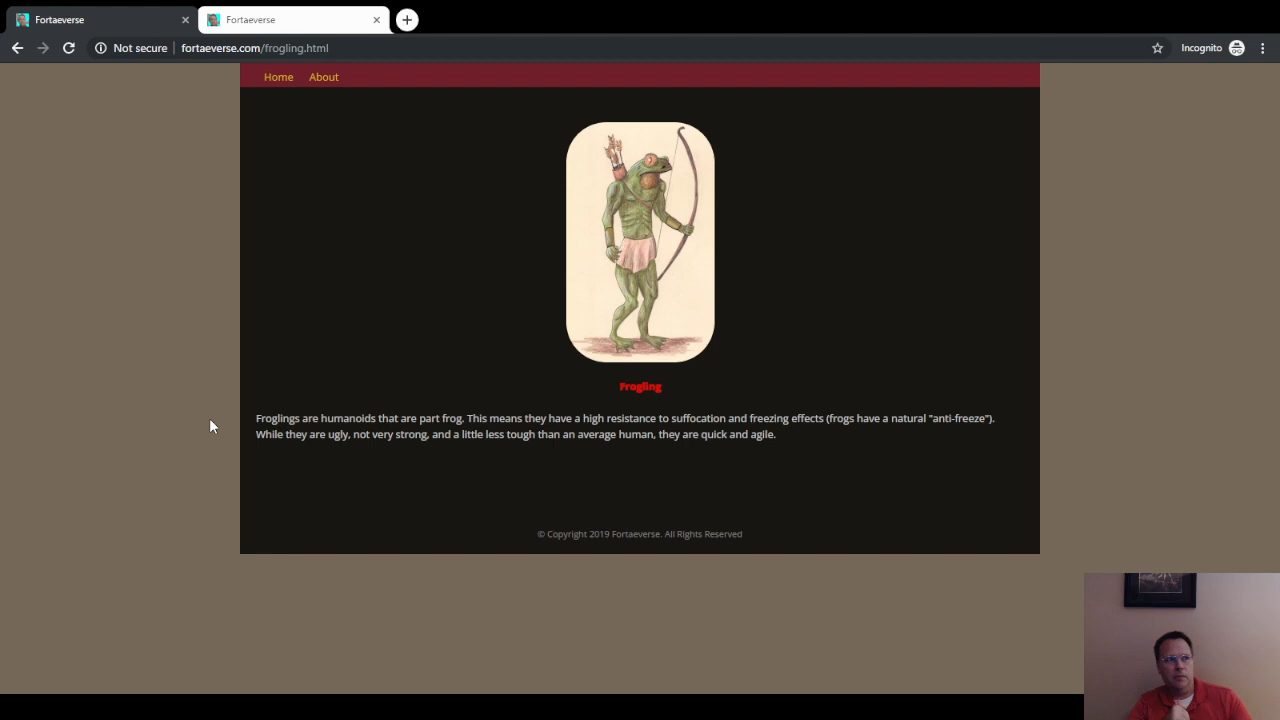 Fortaeverse
Fortaeverse
Not secure
fortaeverse.com/frogling.html
Incognito
Home About
Frogling
Froglings are humanoids that are part frog. This means they have a high resistance to suffocation and freezing effects (frogs have a natural "anti-freeze").
While they are ugly, not very strong, and a little less tough than an average human, they are quick and agile.
© Copyright 2019 Fortaeverse. All Rights Reserved